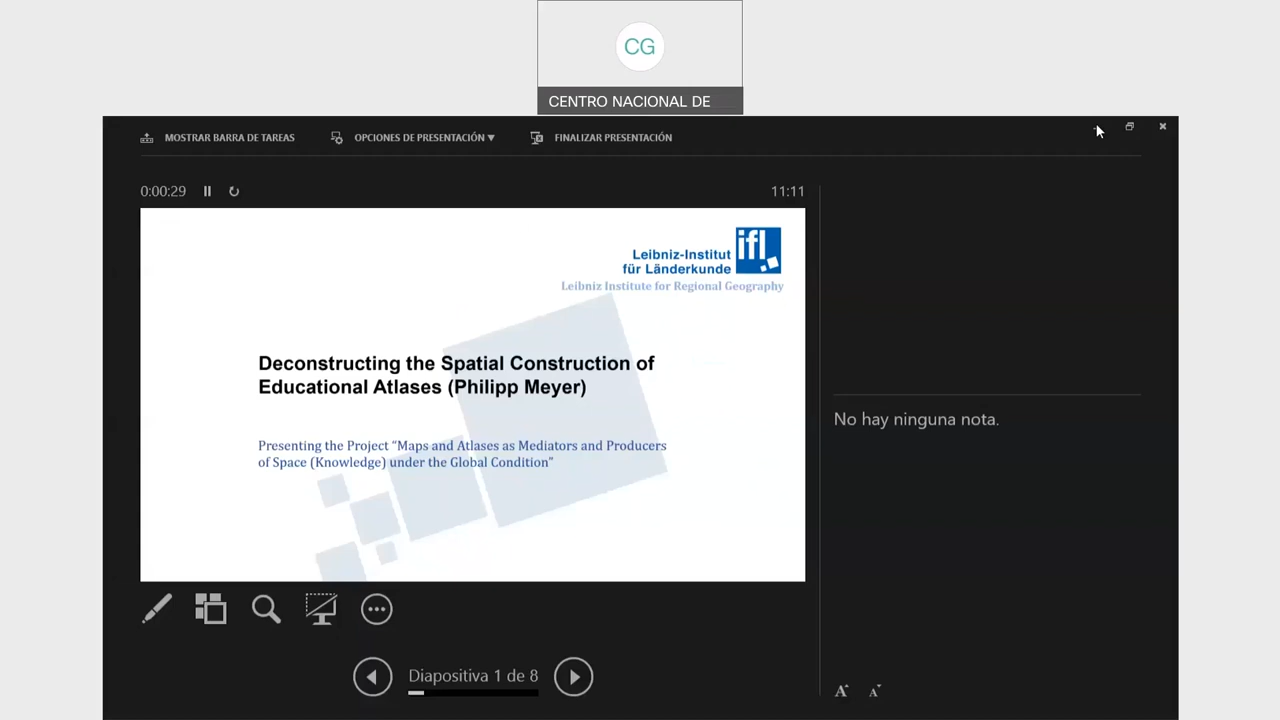 CG
CENTRO NACIONAL DE
MOSTRAR BARRA DE TAREAS
OPCIONES DE PRESENTACIÓN ▼
FINALIZAR PRESENTACIÓN
0:00:29
11:11
ifl
Leibniz-Institut
für Länderkunde
Leibniz Institute for Regional Geography
Deconstructing the Spatial Construction of
Educational Atlases (Philipp Meyer)
Presenting the Project “Maps and Atlases as Mediators and Producers
of Space (Knowledge) under the Global Condition”
No hay ninguna nota.
Diapositiva 1 de 8
A A